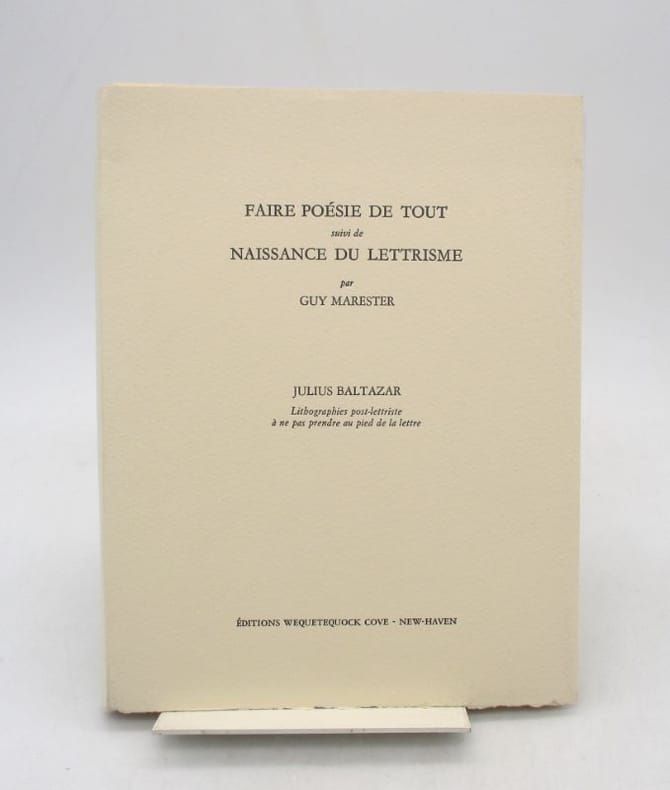 FAIRE POÉSIE DE TOUT
suivi de
NAISSANCE DU LETTRISME
par
GUY MARESTER
JULIUS BALTAZAR
Lithographies post-lettriste
à ne pas prendre au pied de la lettre
ÉDITIONS WEQUETEQUOCK COVE - NEW-HAVEN